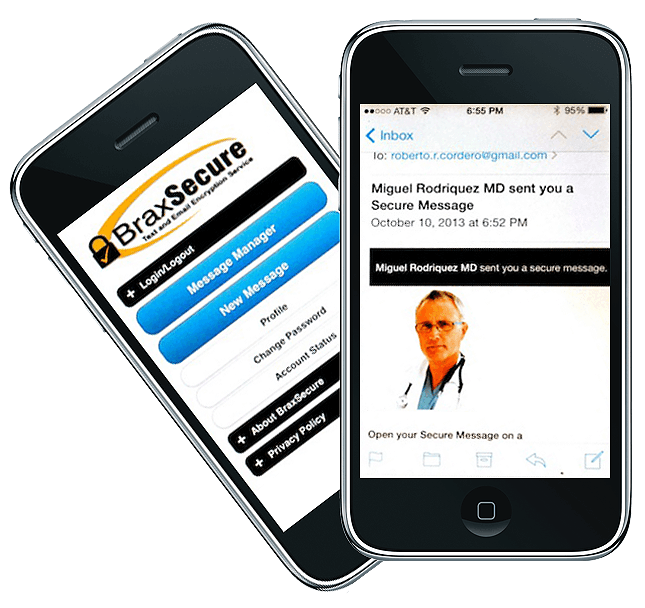 BraxSecure
Text and Email Encryption Service
+ Login/Logout
Message Manager
New Message
Profile
Change Password
Account Status
+ About BraxSecure
+ Privacy Policy
AT&T 6:55 PM 95%
Inbox
To: roberto.r.cordero@gmail.com
Miguel Rodriquez MD sent you a
Secure Message
October 10, 2013 at 6:52 PM
Miguel Rodriquez MD sent you a secure message.
Open your Secure Message on a